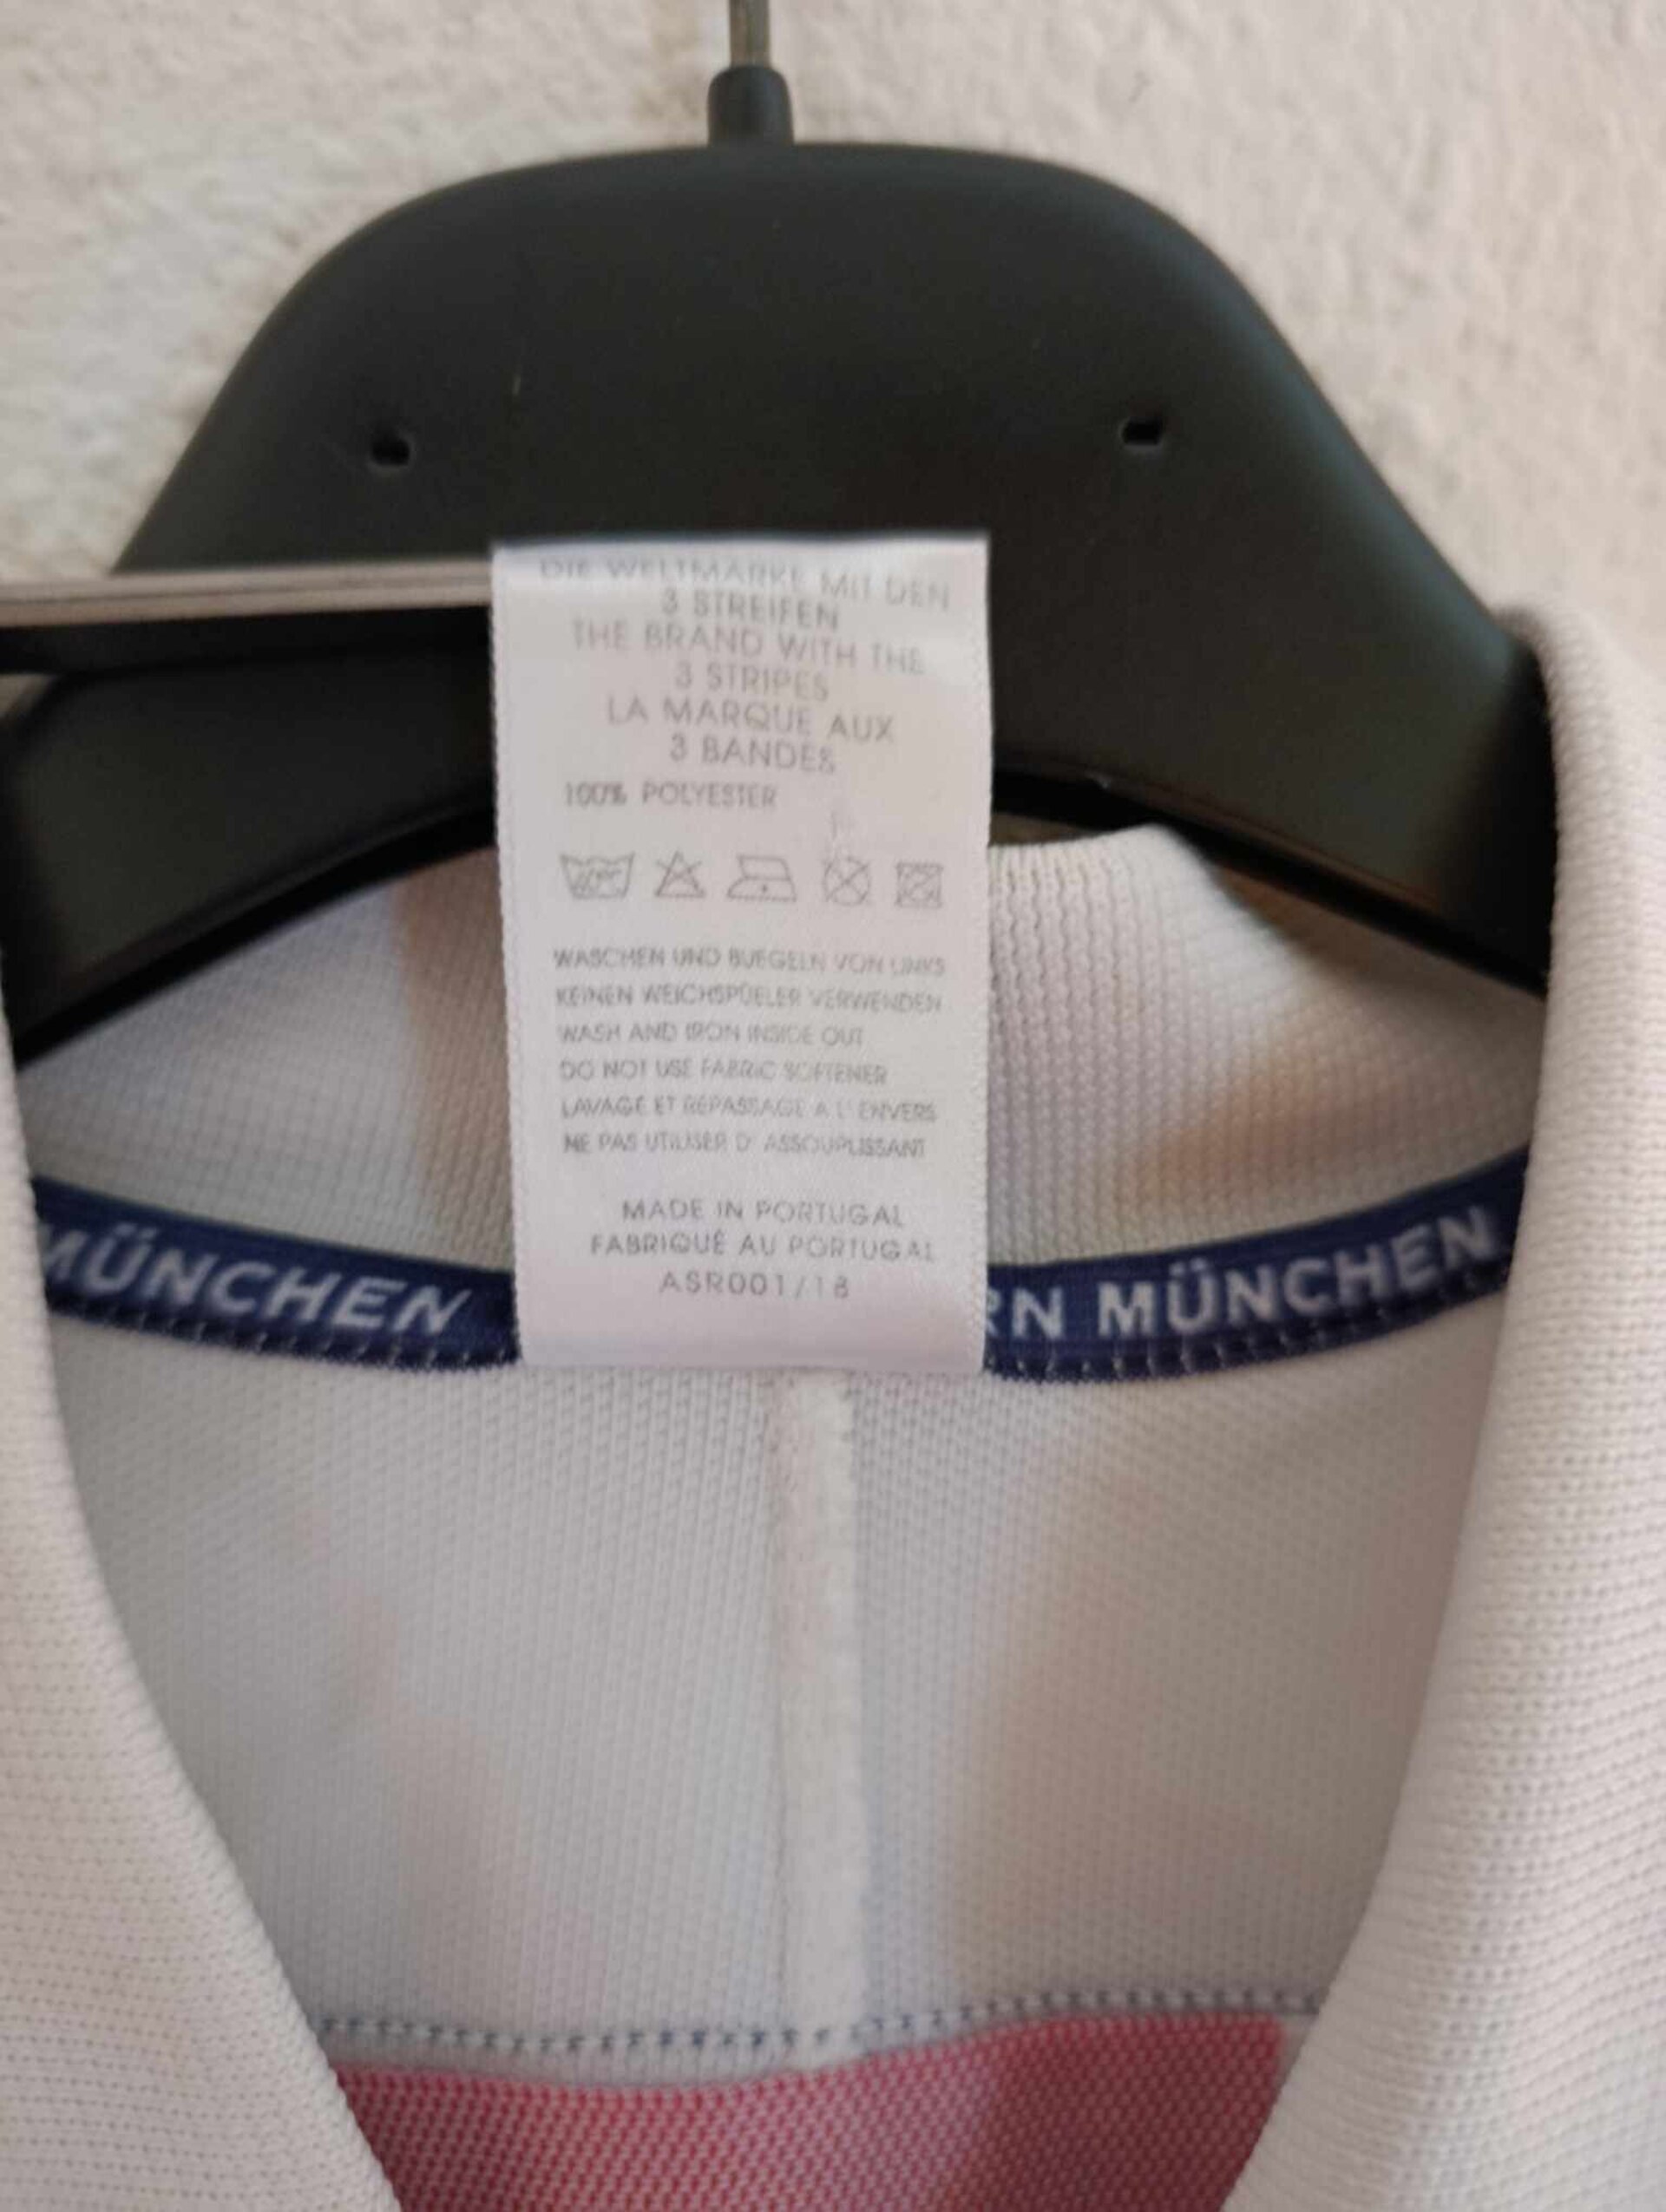 DIE WELTMARKE MIT DEN
3 STREIFEN
THE BRAND WITH THE
3 STRIPES
LA MARQUE AUX
3 BANDES
100% POLYESTER
WASCHEN UND BUEGELN VON LINKS
KEINEN WEICHSPÜELER VERWENDEN
WASH AND IRON INSIDE OUT
DO NOT USE FABRIC SOFTENER
LAVAGE ET REPASSAGE A L' ENVERS
NE PAS UTILISER D' ASSOUPLISSANT
MADE IN PORTUGAL
FABRIQUÉ AU PORTUGAL
ASR001/18
MÜNCHEN
RN MÜNCHEN